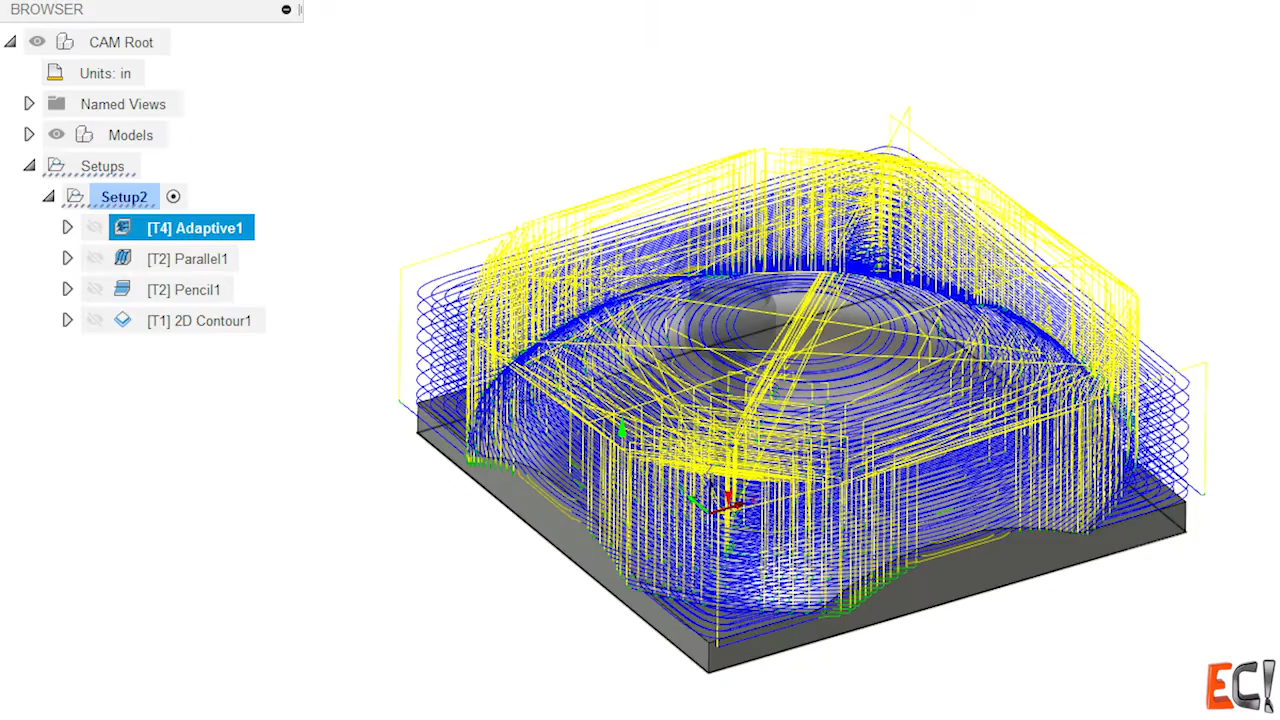 BROWSER
CAM Root
Units: in
Named Views
Models
Setups
Setup2
[T4] Adaptive1
[T2] Parallel1
[T2] Pencil1
[T1] 2D Contour1
EC!